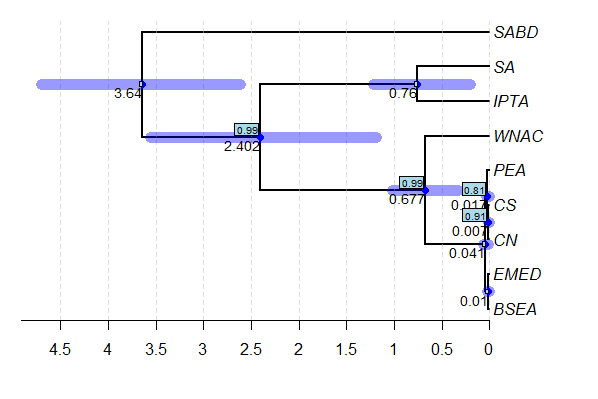 SABD
SA
3.64
0.76
IPTA
0.99
WNAC
2.402
PEA
0.99
0.81
0.677
0.017
CS
0.91
0.007
CN
0.041
EMED
0.01
BSEA
4.5 4 3.5 3 2.5 2 1.5 1 0.5 0